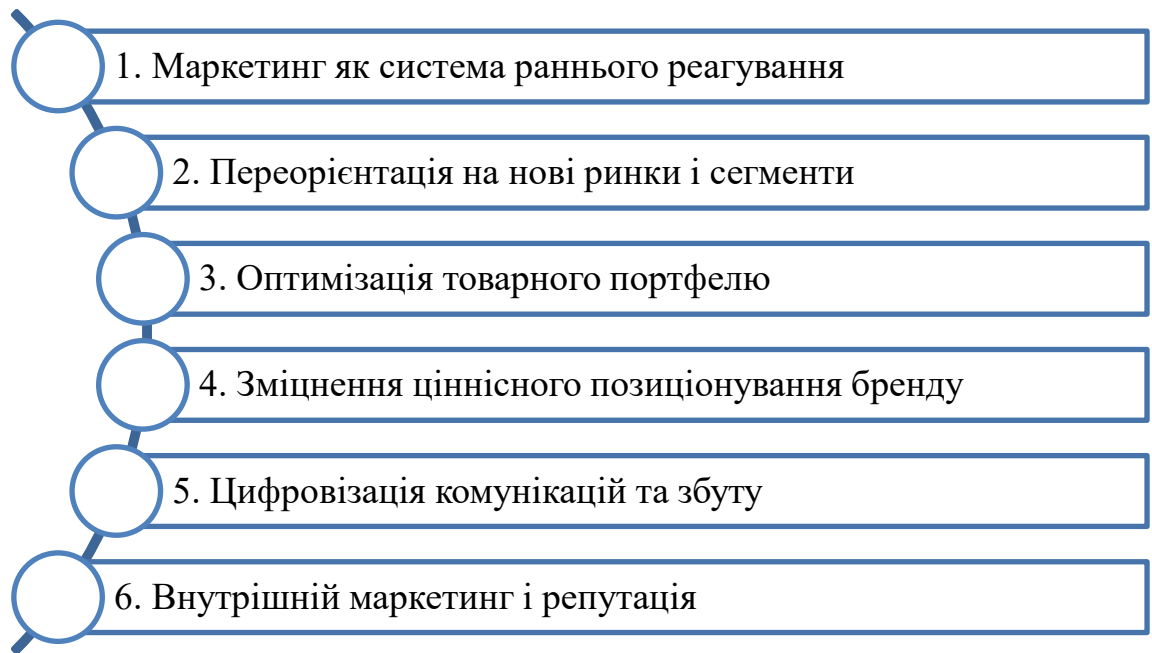 1. Маркетинг як система раннього реагування
2. Переорієнтація на нові ринки і сегменти
3. Оптимізація товарного портфелю
4. Зміцнення ціннісного позиціонування бренду
5. Цифровізація комунікацій та збуту
6. Внутрішній маркетинг і репутація